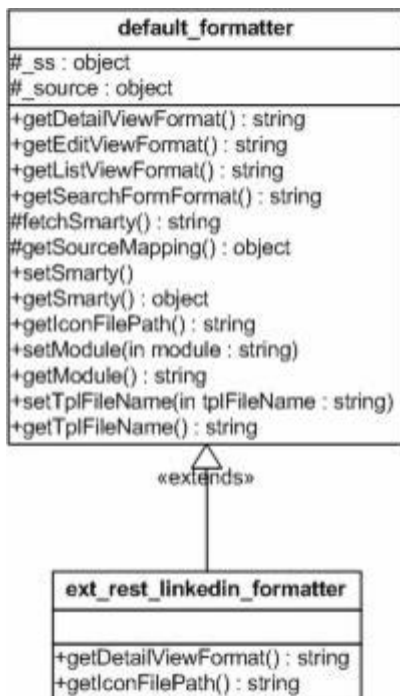 default_formatter
#_ss : object
#_source : object
+getDetailViewFormat() : string
+getEditViewFormat() : string
+getListViewFormat() : string
+getSearchFormFormat() : string
#fetchSmarty() : string
#getSourceMapping() : object
+setSmarty()
+getSmarty() : object
+getIconFilePath() : string
+setModule(in module : string)
+getModule() : string
+setTplFileName(in tplFileName : string)
+getTplFileName() : string
«extends»
ext_rest_linkedin_formatter
+getDetailViewFormat() : string
+getIconFilePath() : string